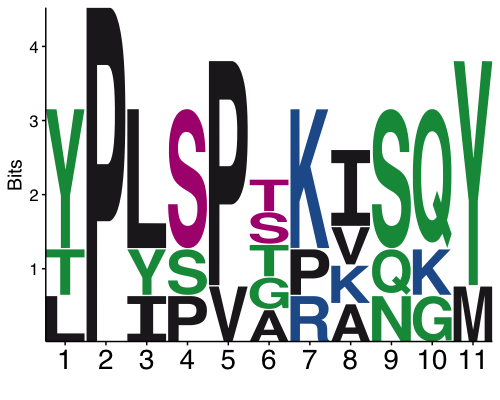 Bits
4
3
2
1
Y P L S P T K I S Q Y
S V
T Y S T P K Q K
G
L I P V A R A N G M
1 2 3 4 5 6 7 8 9 10 11